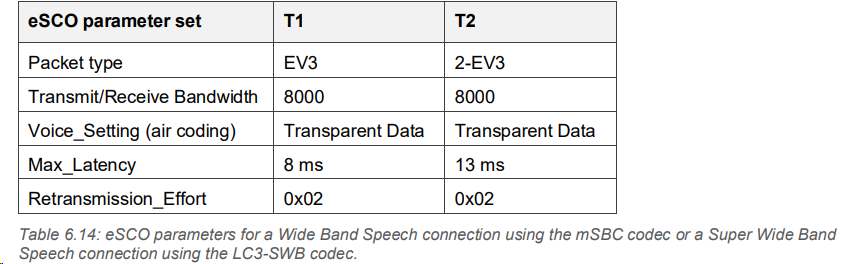 eSCO parameter set T1 T2
Packet type EV3 2-EV3
Transmit/Receive Bandwidth 8000 8000
Voice_Setting (air coding) Transparent Data Transparent Data
Max_Latency 8 ms 13 ms
Retransmission_Effort 0x02 0x02
Table 6.14: eSCO parameters for a Wide Band Speech connection using the mSBC codec or a Super Wide Band
Speech connection using the LC3-SWB codec.